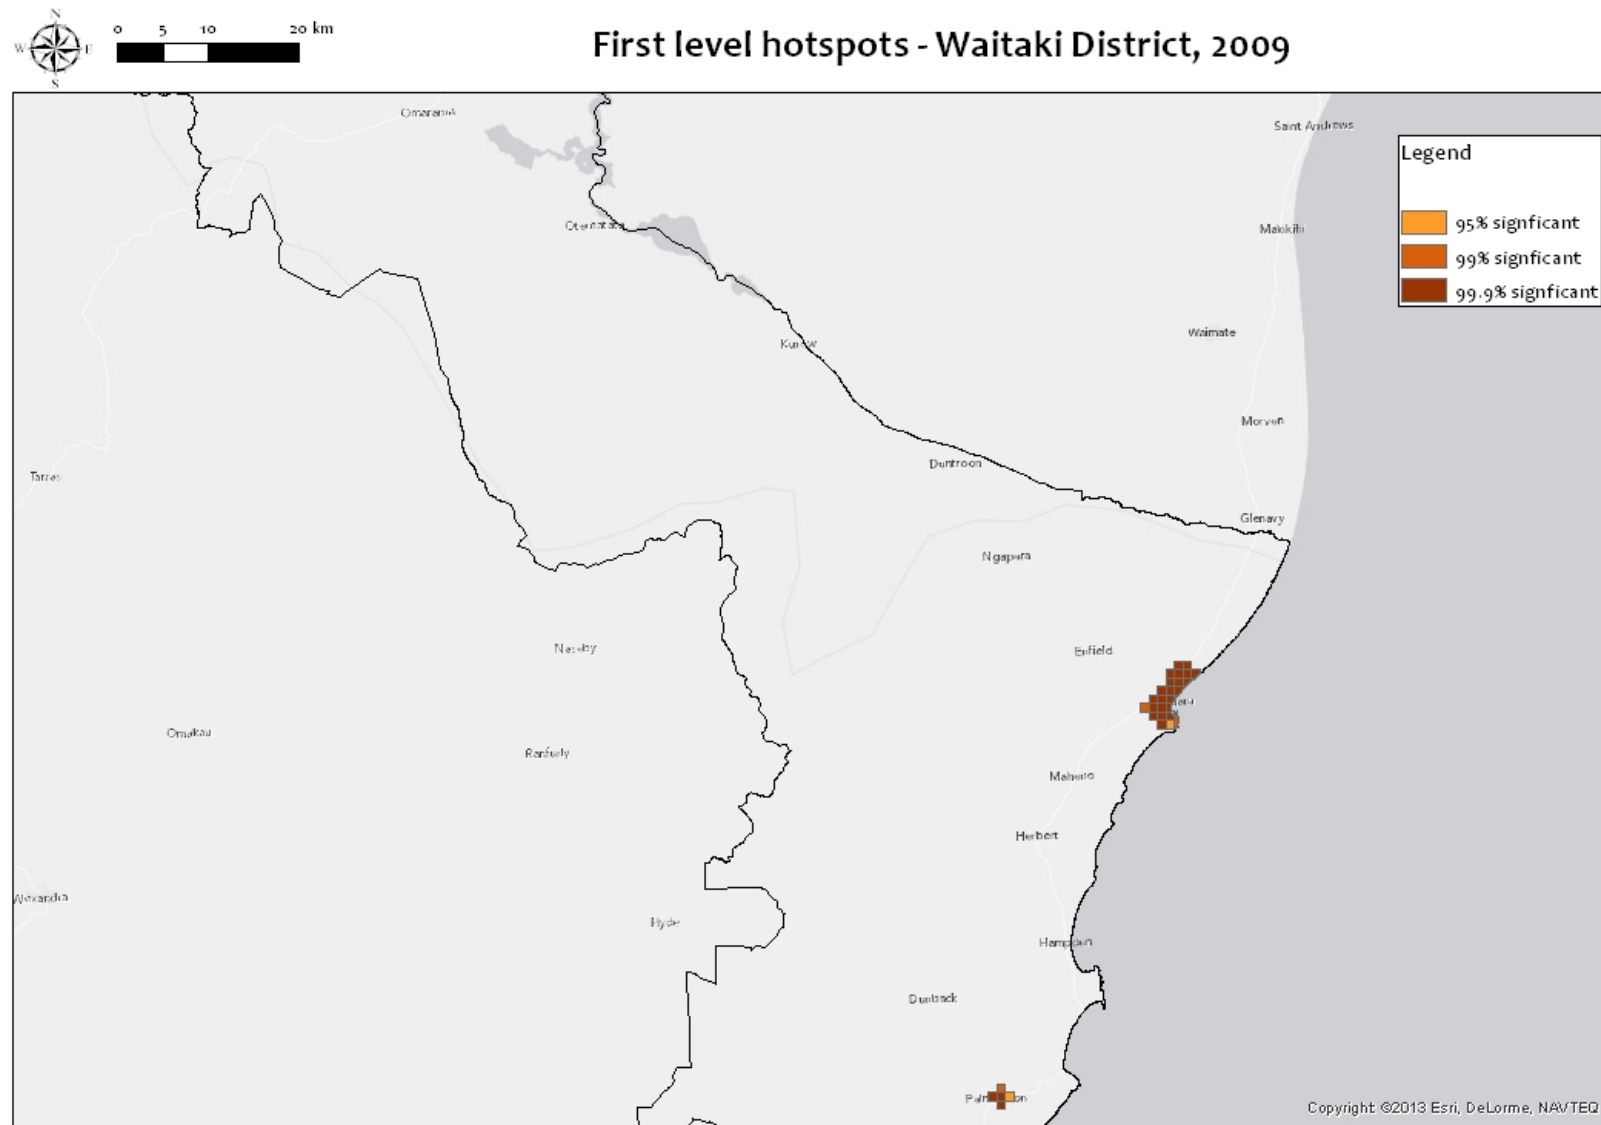 N
W E
S
0 5 10 20 km
First level hotspots - Waitaki District, 2009
Omarama
Saint Andrews
Legend
95% signficant
99% signficant
99.9% signficant
Otematata
Makikihi
Waimate
Kurow
Morven
Duntroon
Tarras
Glenavy
Ngapara
Naseby
Enfield
Omakau
Ranfurly
Maheno
Herbert
Alexandra
Hyde
Hampden
Dunback
Copyright ©2013 Esri, DeLorme, NAVTEQ